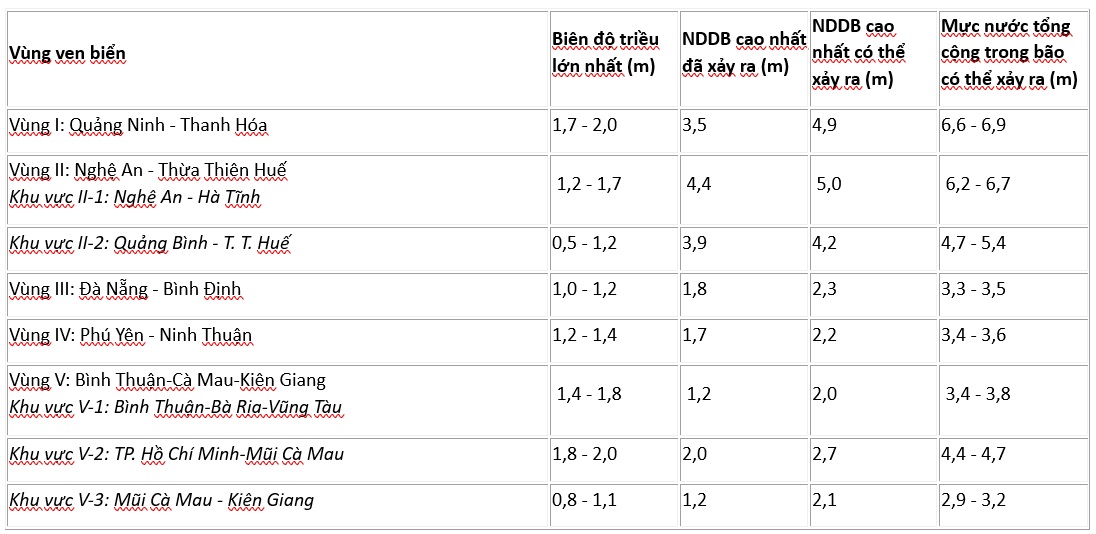 Vùng ven biển
Biên độ triều
lớn nhất (m)
NDDB cao nhất
đã xảy ra (m)
NDDB cao
nhất có thể
xảy ra (m)
Mực nước tổng
cộng trong bão
có thể xảy ra (m)
Vùng I: Quảng Ninh - Thanh Hóa
1,7 - 2,0
3,5
4,9
6,6 - 6,9
Vùng II: Nghệ An - Thừa Thiên Huế
Khu vực II-1: Nghệ An - Hà Tĩnh
1,2 - 1,7
4,4
5,0
6,2 - 6,7
Khu vực II-2: Quảng Bình - T. T. Huế
0,5 - 1,2
3,9
4,2
4,7 - 5,4
Vùng III: Đà Nẵng - Bình Định
1,0 - 1,2
1,8
2,3
3,3 - 3,5
Vùng IV: Phú Yên - Ninh Thuận
1,2 - 1,4
1,7
2,2
3,4 - 3,6
Vùng V: Bình Thuận-Cà Mau-Kiên Giang
Khu vực V-1: Bình Thuận-Bà Rịa-Vũng Tàu
1,4 - 1,8
1,2
2,0
3,4 - 3,8
Khu vực V-2: TP. Hồ Chí Minh-Mũi Cà Mau
1,8 - 2,0
2,0
2,7
4,4 - 4,7
Khu vực V-3: Mũi Cà Mau - Kiên Giang
0,8 - 1,1
1,2
2,1
2,9 - 3,2